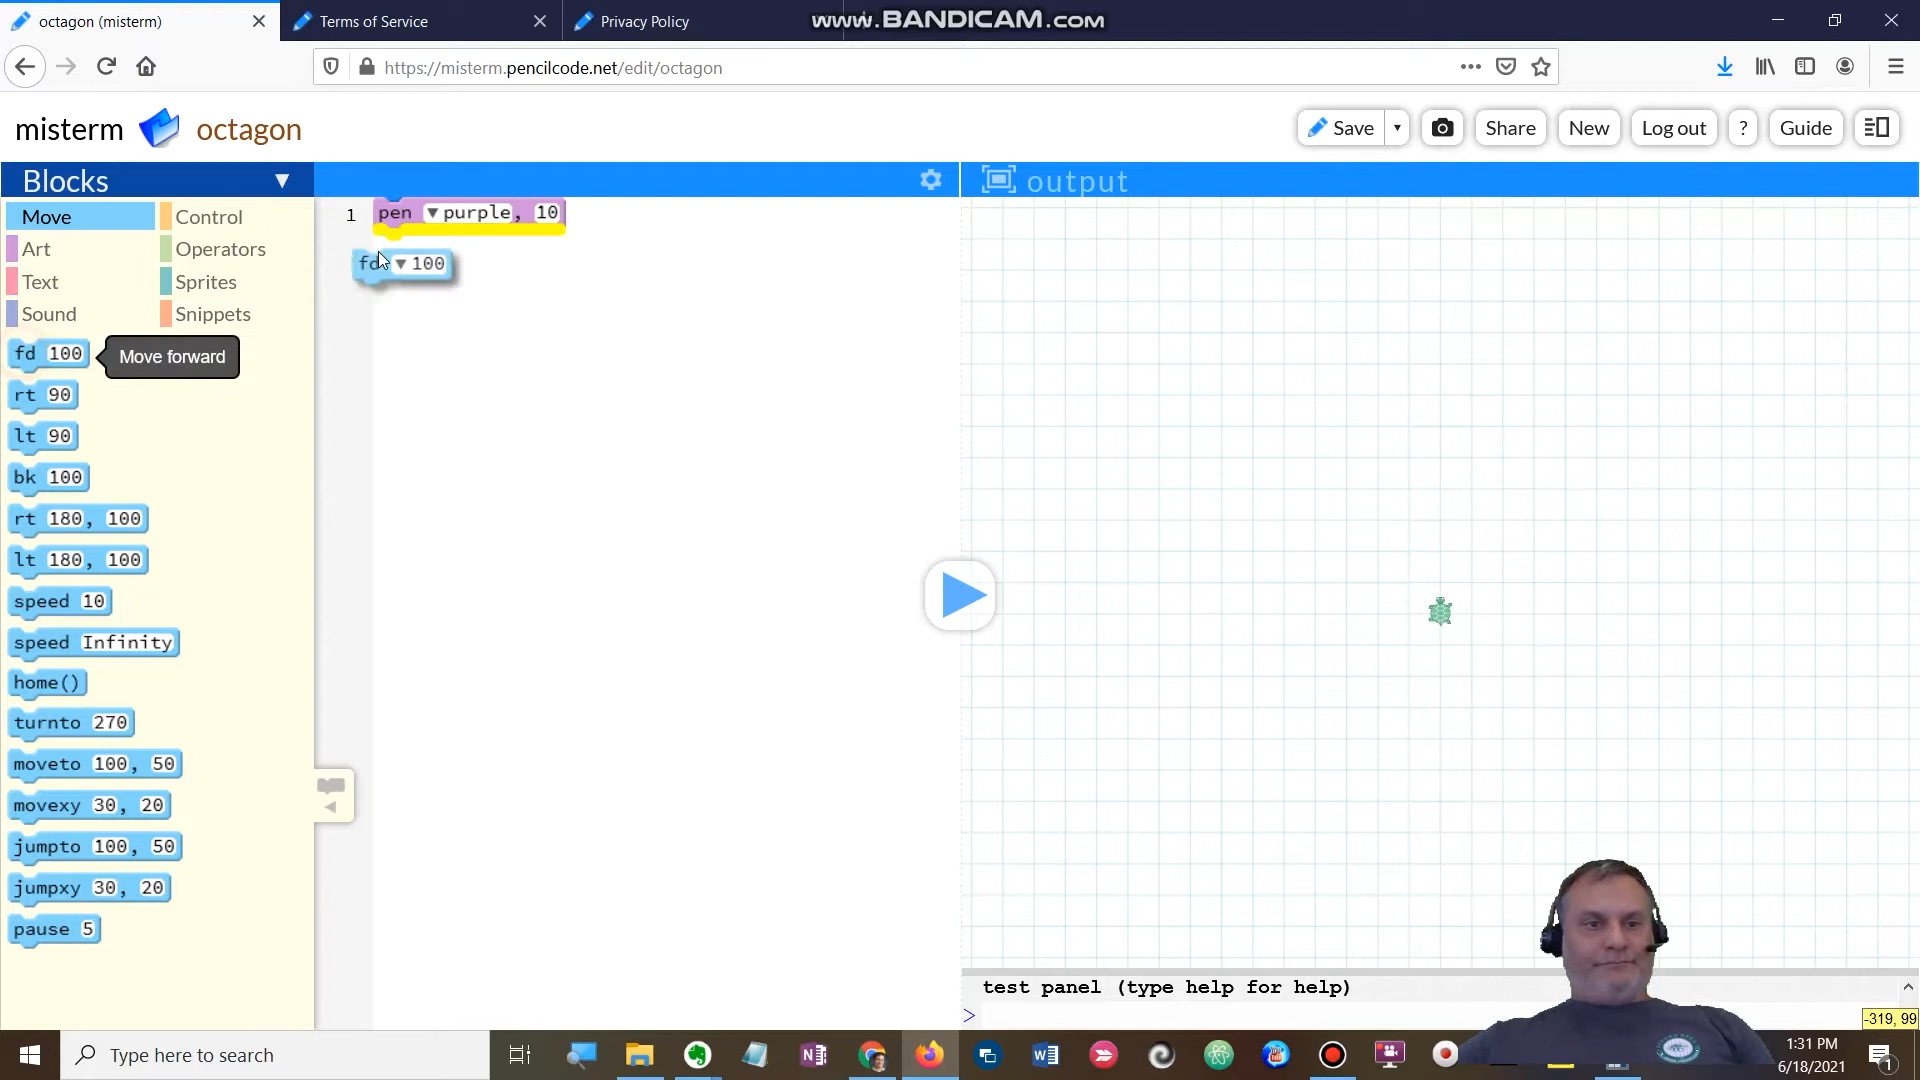 octagon (misterm)
Terms of Service
Privacy Policy
www.BANDICAM.com
https://misterm.pencilcode.net/edit/octagon
misterm octagon
Save
Share
New
Log out
?
Guide
Blocks
output
Move
Control
Art
Operators
Text
Sprites
Sound
Snippets
fd 100
Move forward
rt 90
lt 90
bk 100
rt 180, 100
lt 180, 100
speed 10
speed Infinity
home()
turnto 270
moveto 100, 50
movexy 30, 20
jumpto 100, 50
jumpxy 30, 20
pause 5
1
pen purple, 10
fd 100
test panel (type help for help)
>
-319, 99
Type here to search
1:31 PM
6/18/2021
1